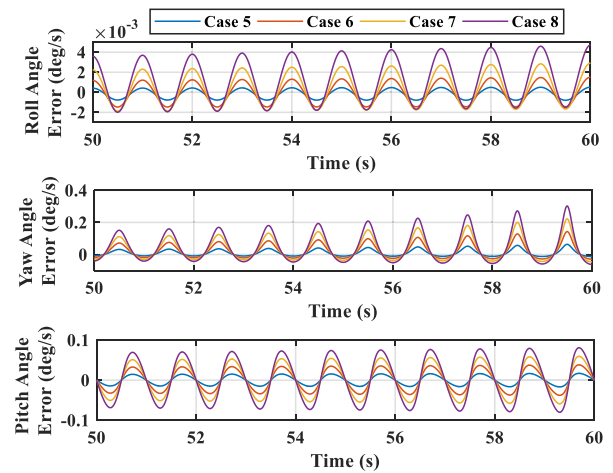 Case 5 Case 6 Case 7 Case 8
×10⁻³
Roll Angle
Error (deg/s)
4
2
0
-2
50 52 54 56 58 60
Time (s)
Yaw Angle
Error (deg/s)
0.4
0.2
0
50 52 54 56 58 60
Time (s)
Pitch Angle
Error (deg/s)
0.1
0
-0.1
50 52 54 56 58 60
Time (s)